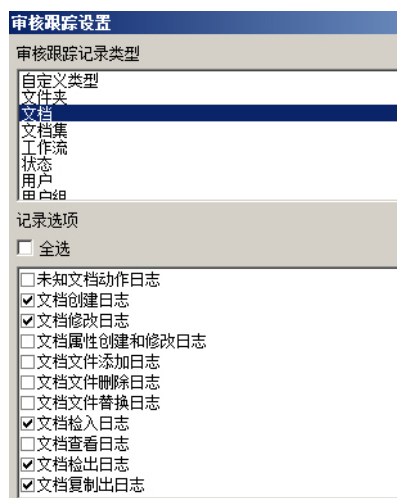 审核跟踪设置
审核跟踪记录类型
自定义类型
文件夹
文档
文档集
工作流
状态
用户
用户组
记录选项
全选
未知文档动作日志
文档创建日志
文档修改日志
文档属性创建和修改日志
文档文件添加日志
文档文件删除日志
文档文件替换日志
文档检入日志
文档查看日志
文档检出日志
文档复制出日志